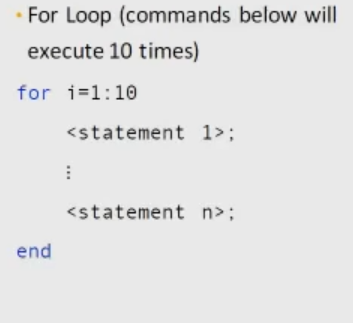 • For Loop (commands below will
execute 10 times)
for i=1:10
<statement 1>;
⋮
<statement n>;
end